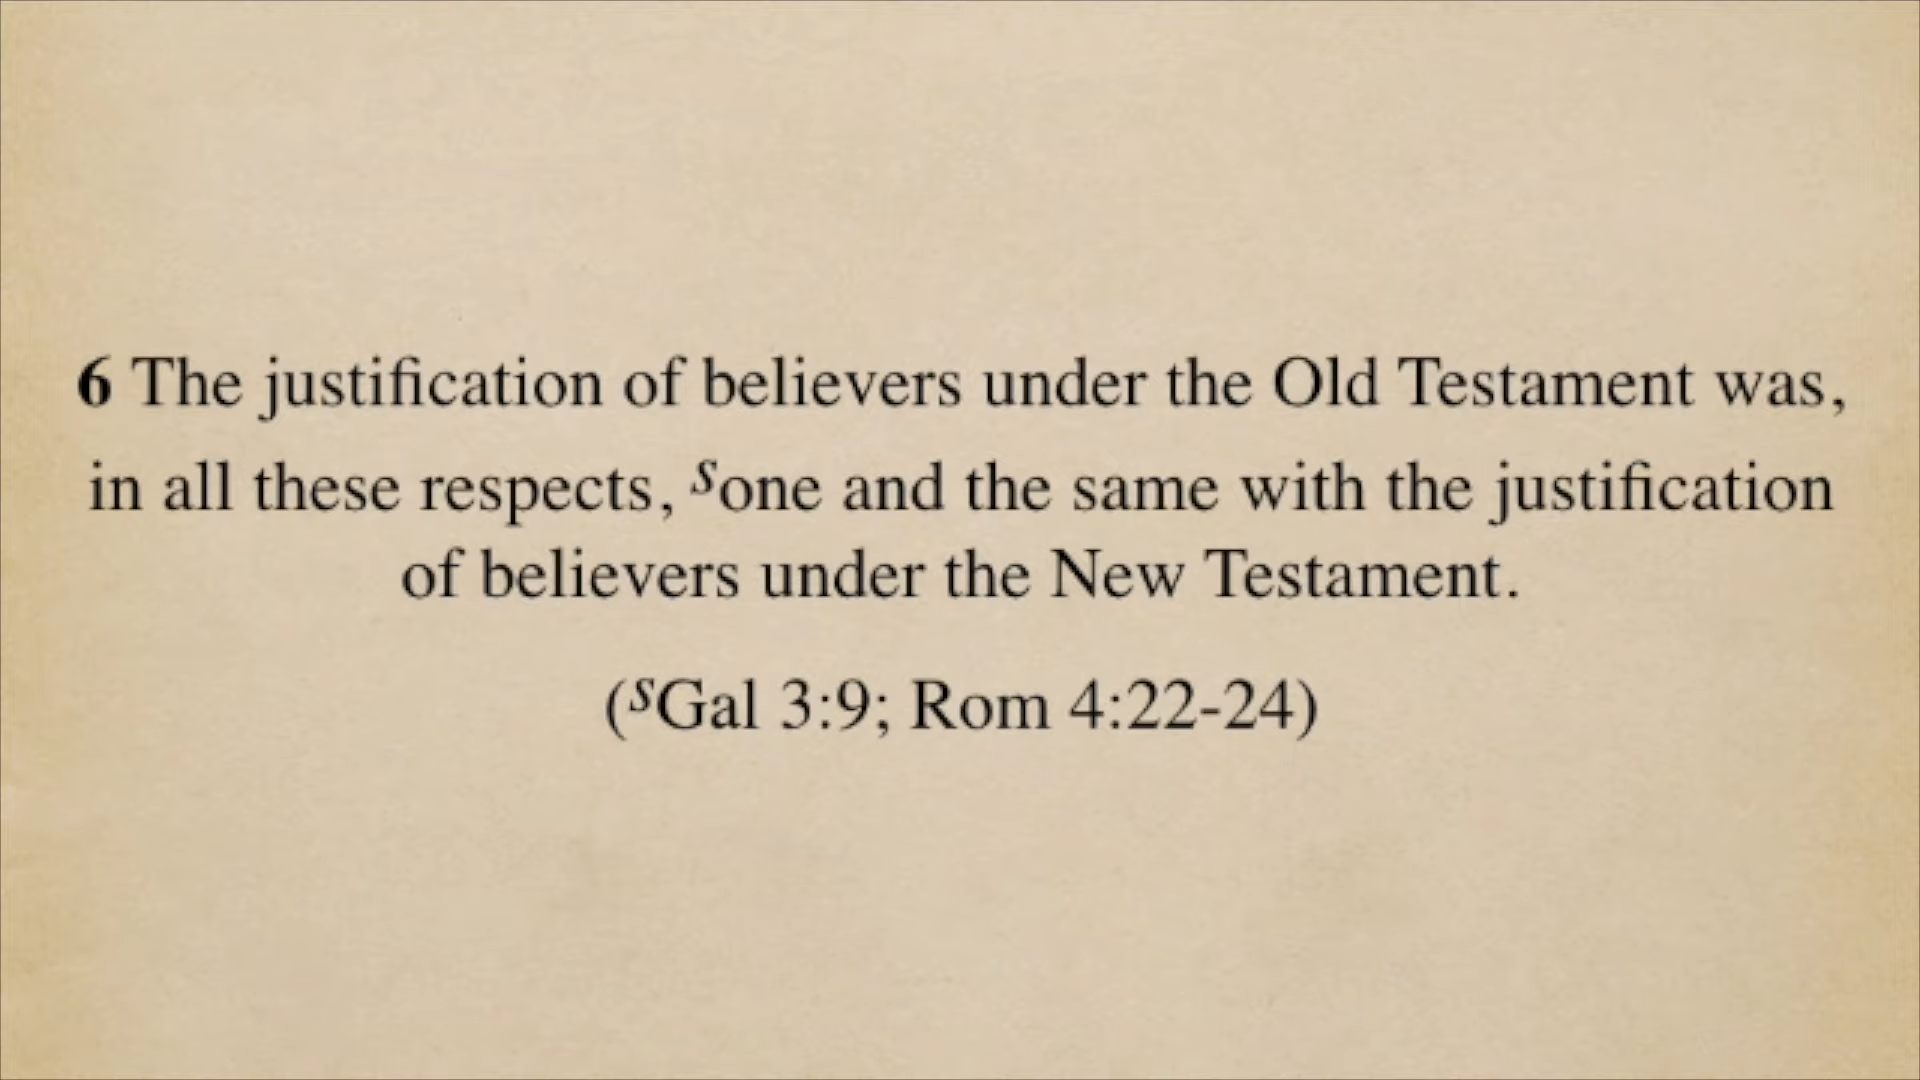 6 The justification of believers under the Old Testament was,
in all these respects, sone and the same with the justification
of believers under the New Testament.
(sGal 3:9; Rom 4:22-24)